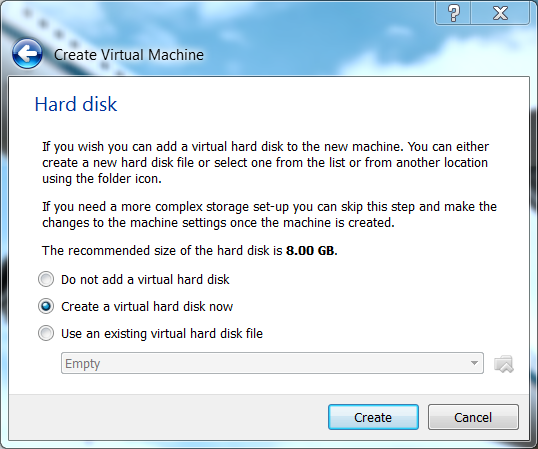 ?
Create Virtual Machine
Hard disk
If you wish you can add a virtual hard disk to the new machine. You can either
create a new hard disk file or select one from the list or from another location
using the folder icon.
If you need a more complex storage set-up you can skip this step and make the
changes to the machine settings once the machine is created.
The recommended size of the hard disk is 8.00 GB.
Do not add a virtual hard disk
Create a virtual hard disk now
Use an existing virtual hard disk file
Empty
Create Cancel